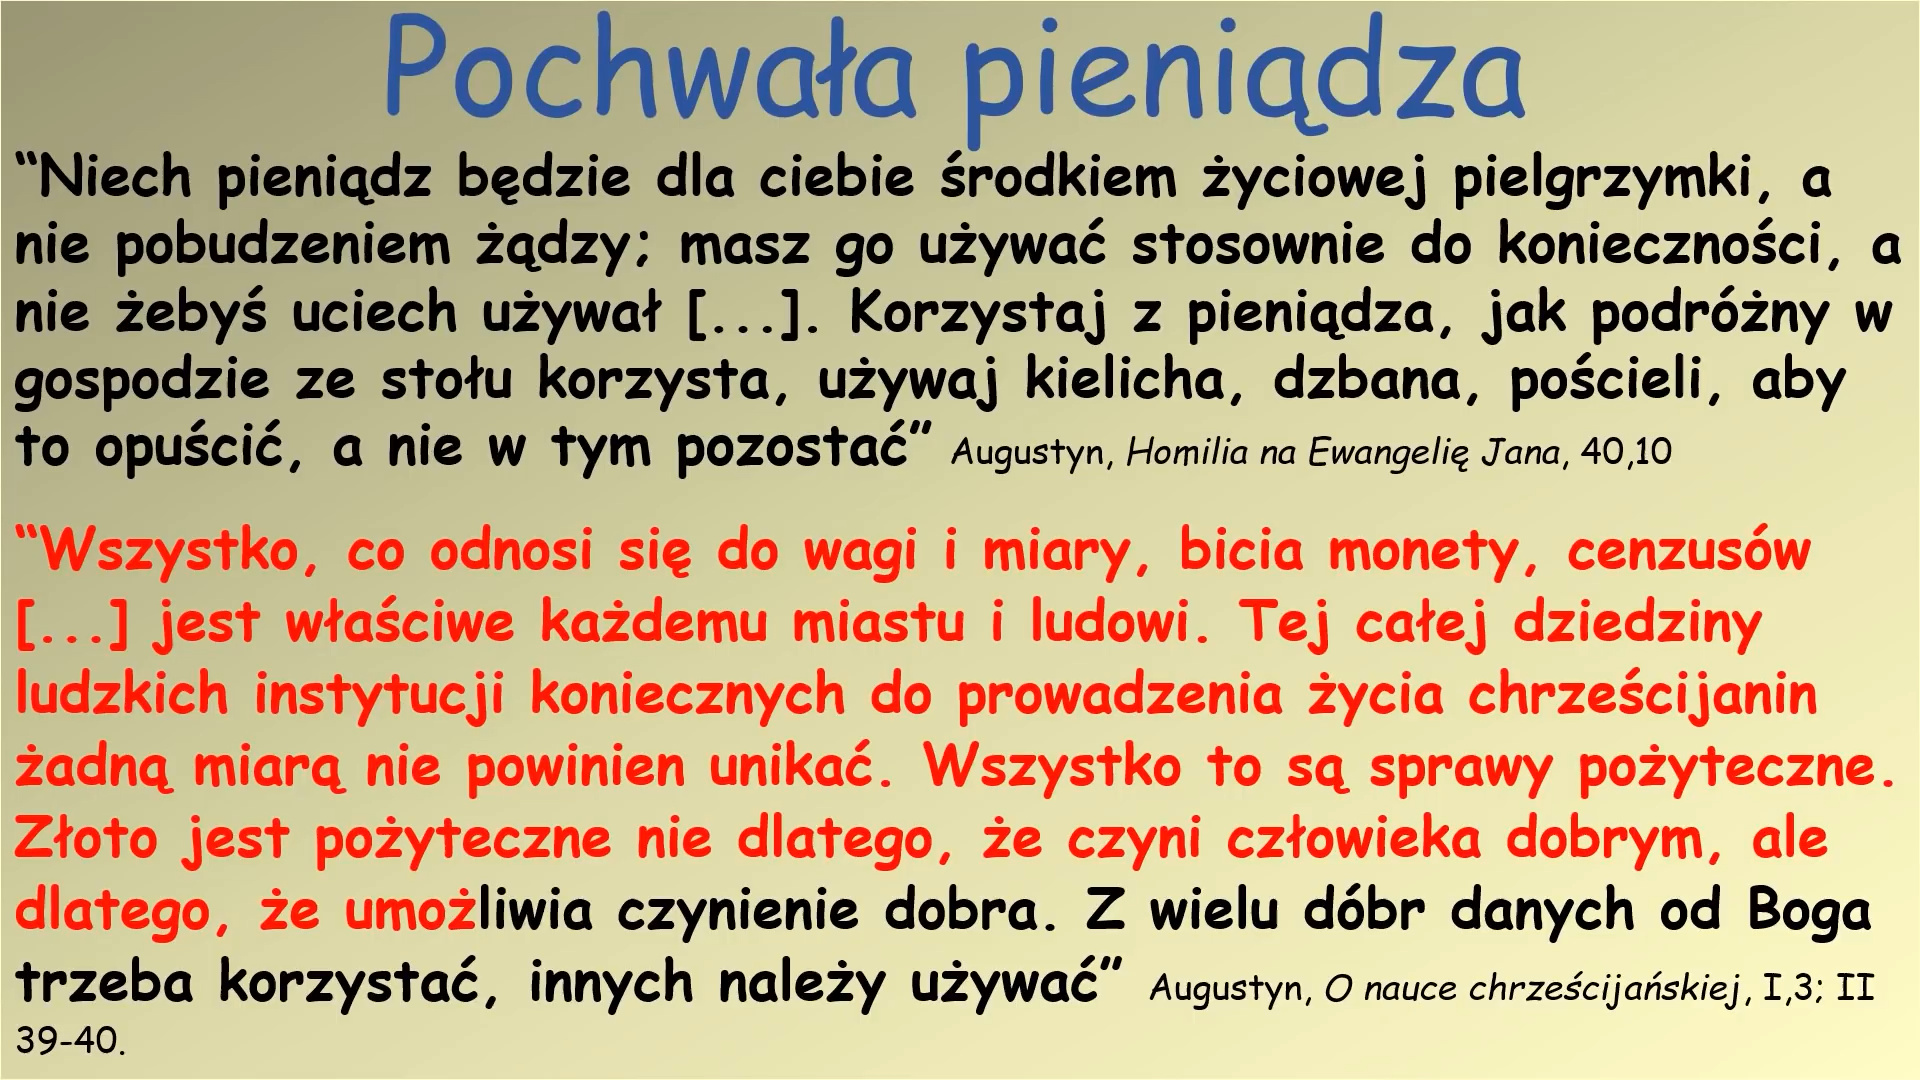 Pochwała pieniądza
“Niech pieniądz będzie dla ciebie środkiem życiowej pielgrzymki, a
nie pobudzeniem żądzy; masz go używać stosownie do konieczności, a
nie żebyś uciech używał [...]. Korzystaj z pieniądza, jak podróżny w
gospodzie ze stołu korzysta, używaj kielicha, dzbana, pościeli, aby
to opuścić, a nie w tym pozostać” Augustyn, Homilia na Ewangelię Jana, 40,10
“Wszystko, co odnosi się do wagi i miary, bicia monety, cenzusów
[...] jest właściwe każdemu miastu i ludowi. Tej całej dziedziny
ludzkich instytucji koniecznych do prowadzenia życia chrześcijanin
żadną miarą nie powinien unikać. Wszystko to są sprawy pożyteczne.
Złoto jest pożyteczne nie dlatego, że czyni człowieka dobrym, ale
dlatego, że umożliwia czynienie dobra. Z wielu dóbr danych od Boga
trzeba korzystać, innych należy używać” Augustyn, O nauce chrześcijańskiej, I,3; II
39-40.